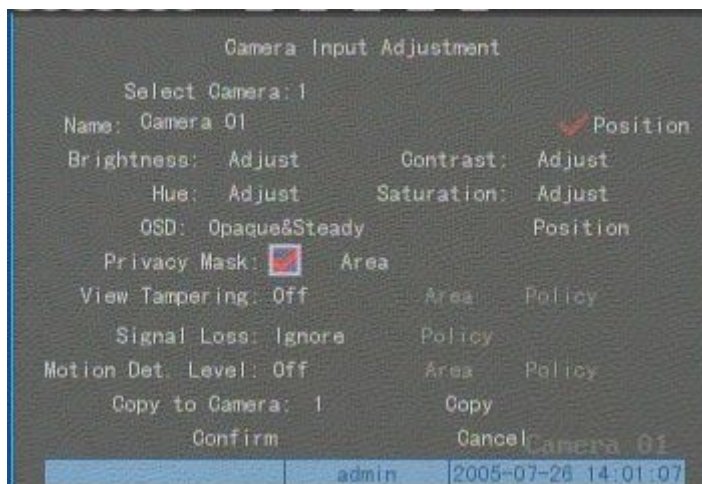 Camera Input Adjustment
Select Camera: 1
Name: Camera 01 Position
Brightness: Adjust Contrast: Adjust
Hue: Adjust Saturation: Adjust
OSD: Opaque&Steady Position
Privacy Mask: Area
View Tampering: Off Area Policy
Signal Loss: Ignore Policy
Motion Det. Level: Off Area Policy
Copy to Camera: 1 Copy
Confirm Cancel
Camera 01
admin 2005-07-26 14:01:07